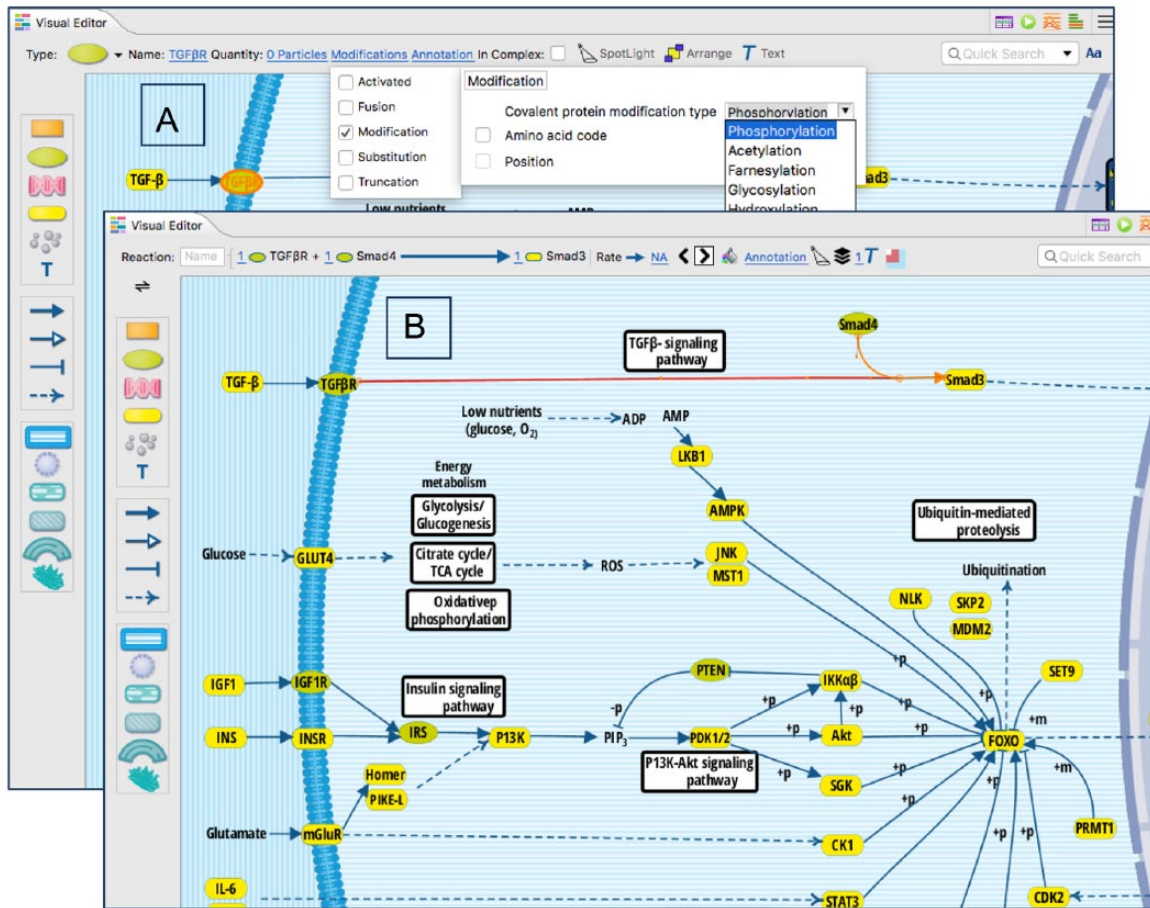 Visual Editor
Type: Name: TGFβR Quantity: 0 Particles Modifications Annotation In Complex: SpotLight Arrange T Text Quick Search Aa
A
Activated
Fusion
Modification
Substitution
Truncation
Modification
Covalent protein modification type Phosphorylation
Amino acid code
Position
Phosphorylation
Acetylation
Farnesylation
Glycosylation
Hydroxylation
TGF-β
TGFβR
Low nutrients
AMP
T
Visual Editor
Reaction: Name 1 TGFβR + 1 Smad4 1 Smad3 Rate NA Annotation 1 T Quick Search
B
T
TGFβ- signaling
pathway
Smad4
TGF-β
TGFβR
Smad3
Low nutrients
(glucose, O₂)
ADP
AMP
LKB1
Energy
metabolism
Glycolysis/
Glucogenesis
AMPK
Ubiquitin-mediated
proteolysis
Glucose
GLUT4
Citrate cycle/
TCA cycle
ROS
JNK
MST1
Ubiquitination
Oxidativep
phosphorylation
NLK
SKP2
MDM2
+p
PTEN
IKKαβ
SET9
IGF1
IGF1R
Insulin signaling
pathway
-p
+p
+p
+p
+p
+m
INS
INSR
IRS
P13K
PIP₃
PDK1/2
+p
Akt
+p
FOXO
P13K-Akt signaling
pathway
+p
SGK
+p
+m
Homer
PIKE-L
+p
Glutamate
mGluR
CK1
+p
+p
PRMT1
IL-6
STAT3
CDK2